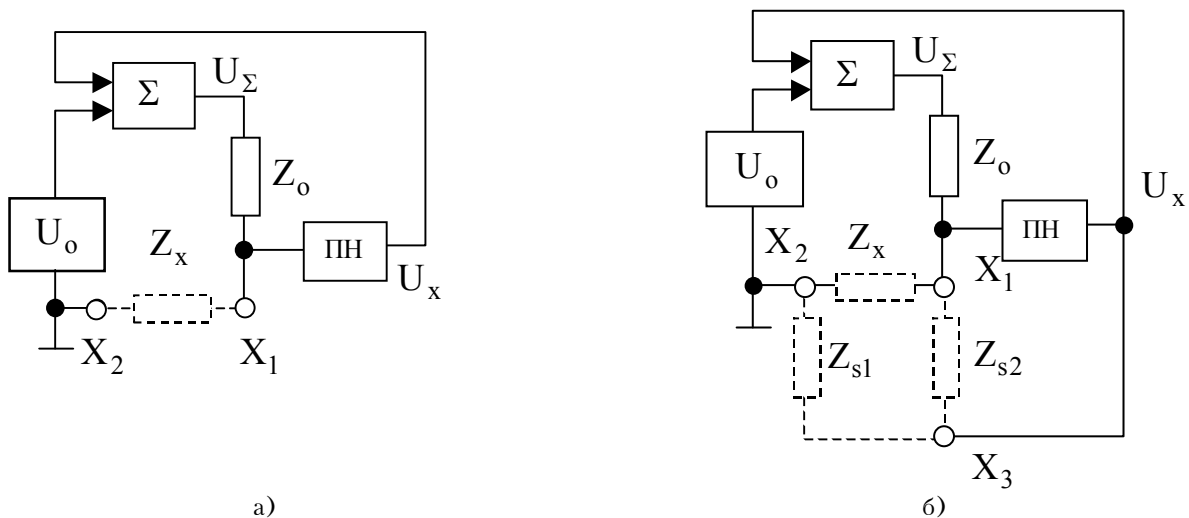 Σ
U_Σ
Z_o
U_o
Z_x
ПН
U_x
X_2
X_1
а)
Σ
U_Σ
Z_o
U_o
U_x
X_2
Z_x
ПН
X_1
Z_s1
Z_s2
X_3
б)